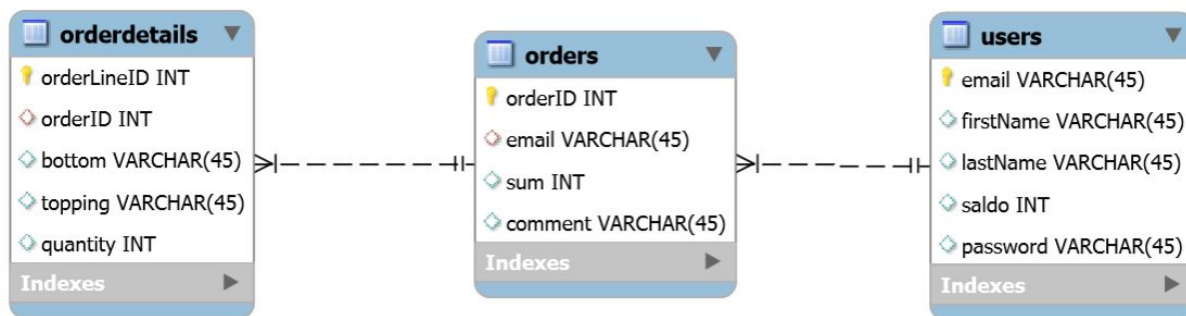 orderdetails
orderLineID INT
orderID INT
bottom VARCHAR(45)
topping VARCHAR(45)
quantity INT
Indexes
orders
orderID INT
email VARCHAR(45)
sum INT
comment VARCHAR(45)
Indexes
users
email VARCHAR(45)
firstName VARCHAR(45)
lastName VARCHAR(45)
saldo INT
password VARCHAR(45)
Indexes